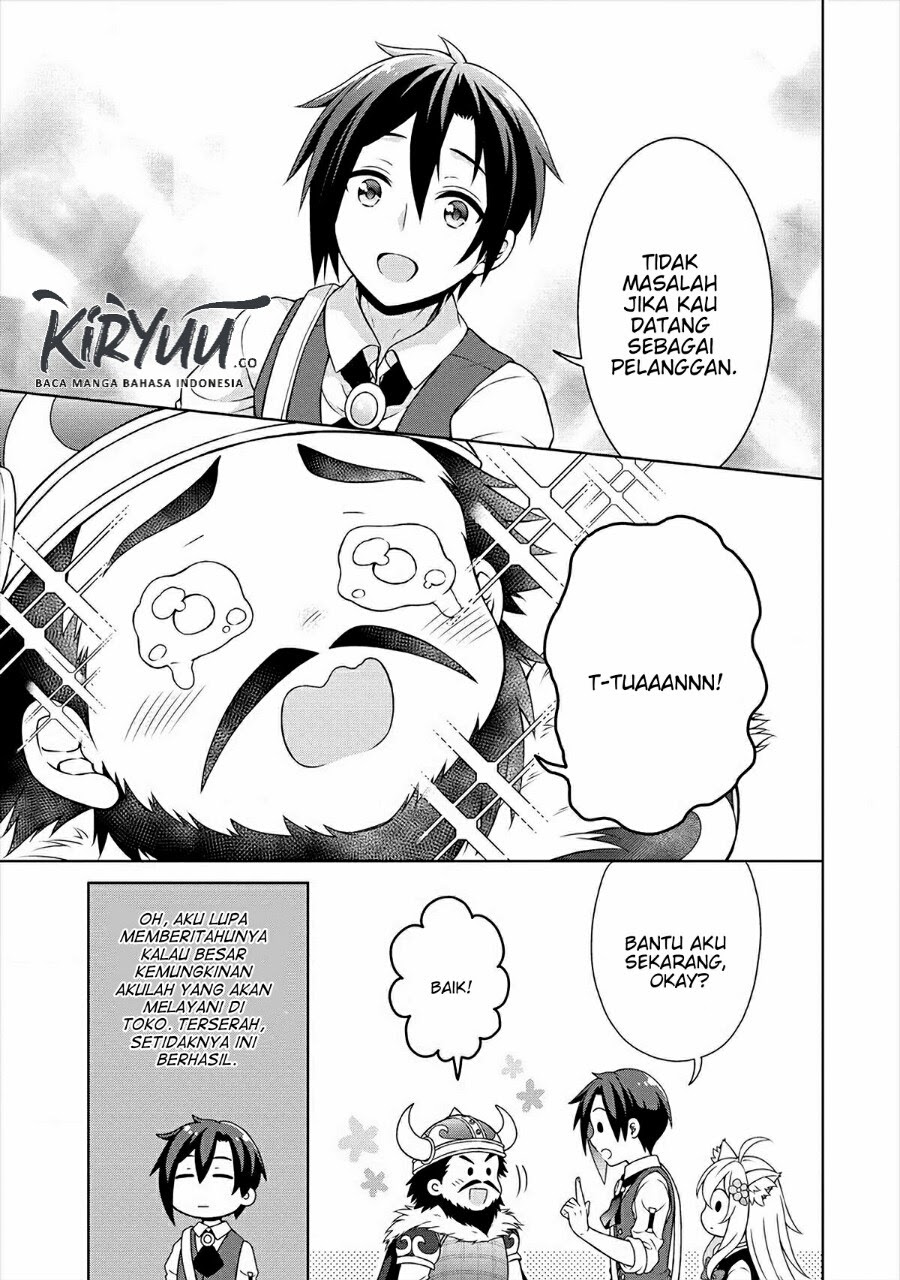 TIDAK
MASALAH
JIKA KAU
DATANG
SEBAGAI
PELANGGAN.
KIRYUU.CO
BACA MANGA BAHASA INDONESIA
T-TUAAANNN!
BANTU AKU
SEKARANG,
OKAY?
BAIK!
OH, AKU LUPA
MEMBERITAHUNYA
KALAU BESAR
KEMUNGKINAN
AKULAH YANG AKAN
MELAYANI DI
TOKO. TERSERAH,
SETIDAKNYA INI
BERHASIL.